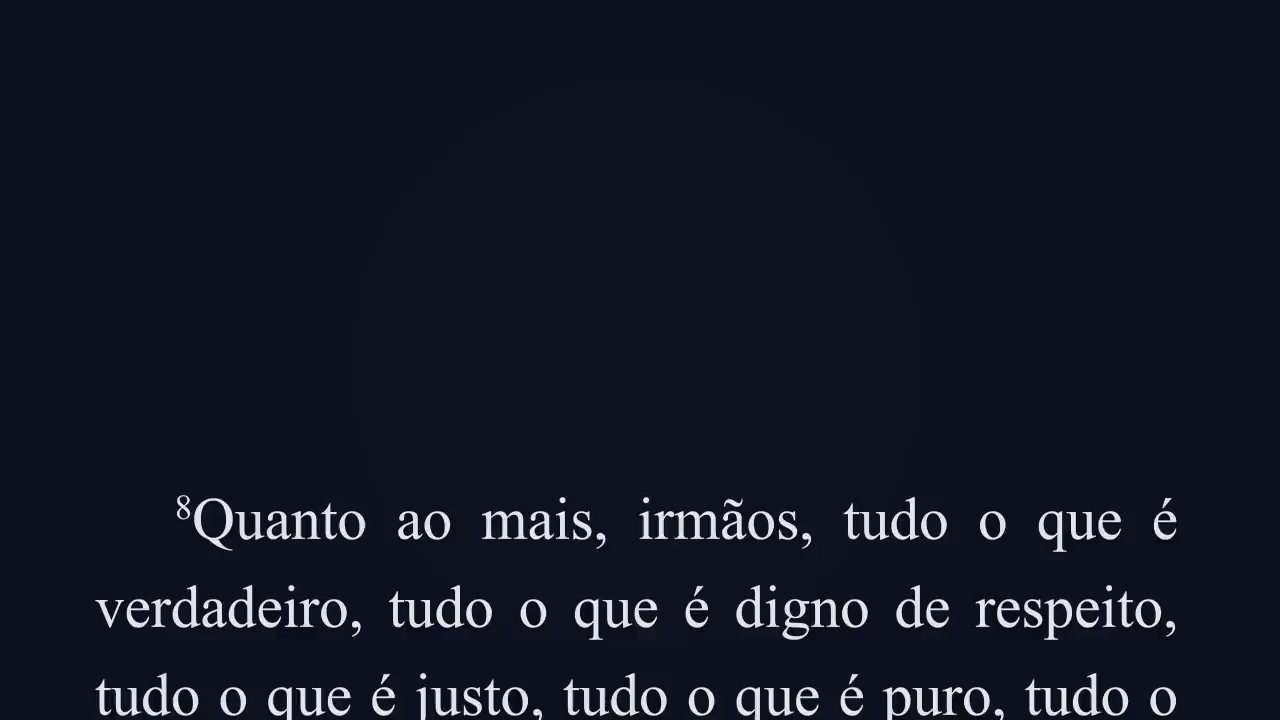 ⁸Quanto ao mais, irmãos, tudo o que é
verdadeiro, tudo o que é digno de respeito,
tudo o que é justo, tudo o que é puro, tudo o